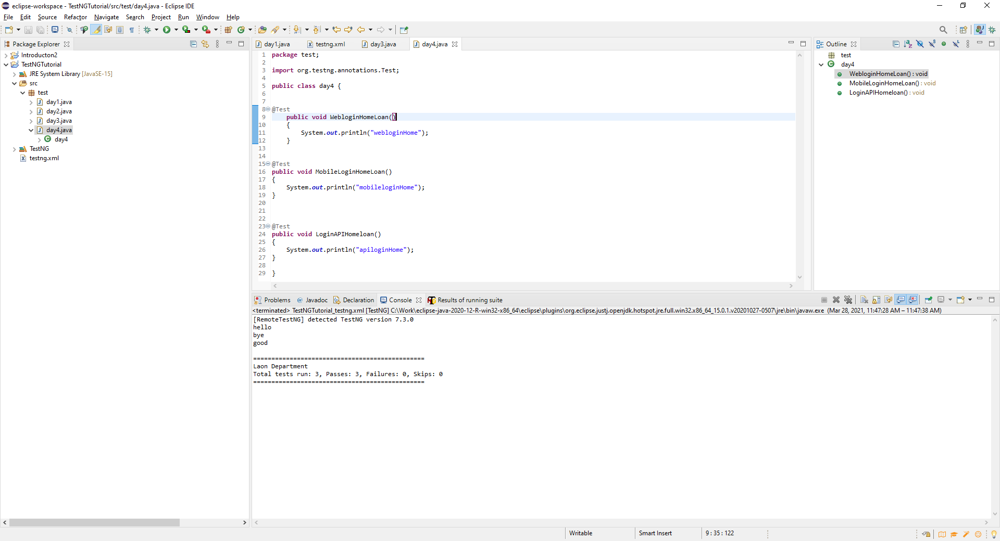 eclipse-workspace - TestNGTutorial/src/test/day4.java - Eclipse IDE
File Edit Source Refactor Navigate Search Project Run Window Help
Package Explorer
Introducton2
TestNGTutorial
JRE System Library [JavaSE-15]
src
test
day1.java
day2.java
day3.java
day4.java
day4
TestNG
testng.xml
day1.java testng.xml day3.java day4.java
1 package test;
2
3 import org.testng.annotations.Test;
4
5 public class day4 {
6
7
8 @Test
9 public void WebloginHomeLoan()
10 {
11 System.out.println("webloginHome");
12 }
13
14
15 @Test
16 public void MobileLoginHomeLoan()
17 {
18 System.out.println("mobileloginHome");
19 }
20
21
22
23 @Test
24 public void LoginAPIHomeloan()
25 {
26 System.out.println("apiloginHome");
27 }
28
29 }
Outline
test
day4
WebloginHomeLoan() : void
MobileLoginHomeLoan() : void
LoginAPIHomeloan() : void
Problems @ Javadoc Declaration Console Results of running suite
<terminated> TestNGTutorial_testng.xml [TestNG] C:\Work\eclipse-java-2020-12-R-win32-x86_64\eclipse\plugins\org.eclipse.justj.openjdk.hotspot.jre.full.win32.x86_64_15.0.1.v20201027-0507\jre\bin\javaw.exe (Mar 28, 2021, 11:47:28 AM – 11:47:38 AM)
[RemoteTestNG] detected TestNG version 7.3.0
hello
bye
good
===============================================
Laon Department
Total tests run: 3, Passes: 3, Failures: 0, Skips: 0
===============================================
Writable Smart Insert 9 : 35 : 122